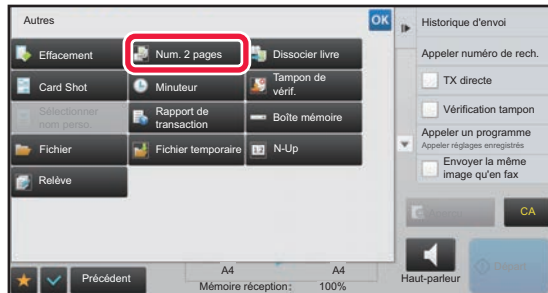 Autres
OK
Effacement
Num. 2 pages
Dissocier livre
Card Shot
Minuteur
Tampon de
vérif.
Sélectionner
nom perso.
Rapport de
transaction
Boîte mémoire
Fichier
Fichier temporaire
N-Up
Relève
Précédent
A4
A4
Mémoire réception:
100%
Historique d'envoi
Appeler numéro de rech.
TX directe
Vérification tampon
Appeler un programme
Appeler réglages enregistrés
Envoyer la même
image qu'en fax
CA
Haut-parleur
Départ